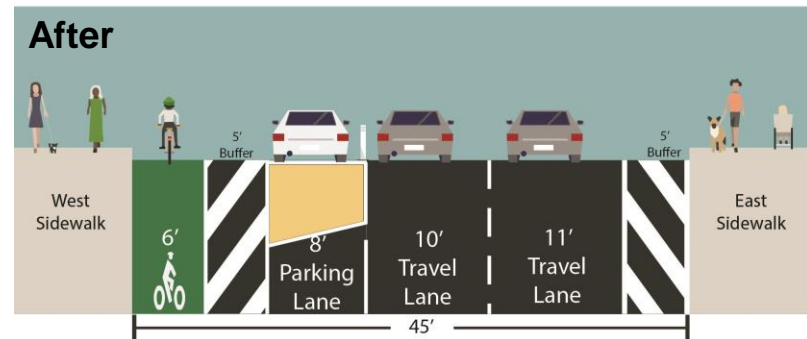 After
5'
Buffer
5'
Buffer
West
Sidewalk
6'
8'
Parking
Lane
10'
Travel
Lane
11'
Travel
Lane
East
Sidewalk
45'